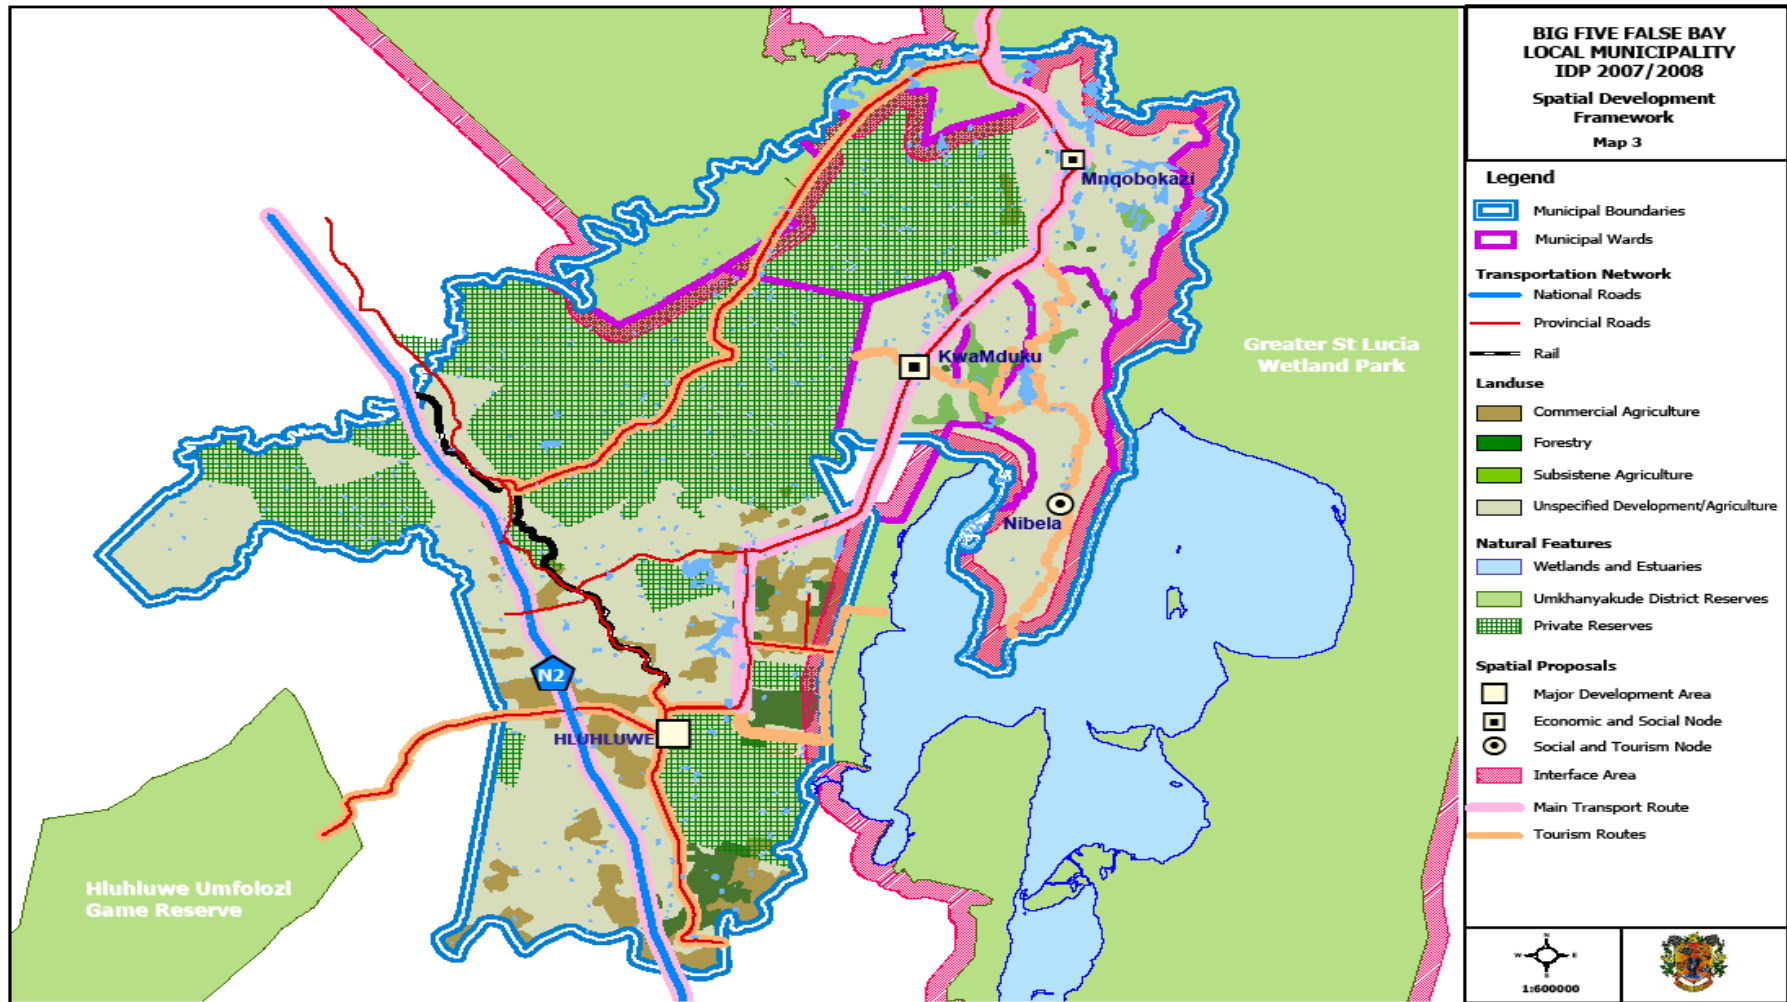 BIG FIVE FALSE BAY
LOCAL MUNICIPALITY
IDP 2007/2008
Spatial Development
Framework
Map 3
Legend
Municipal Boundaries
Municipal Wards
Transportation Network
National Roads
Provincial Roads
Rail
Landuse
Commercial Agriculture
Forestry
Subsistene Agriculture
Unspecified Development/Agriculture
Natural Features
Wetlands and Estuaries
Umkhanyakude District Reserves
Private Reserves
Spatial Proposals
Major Development Area
Economic and Social Node
Social and Tourism Node
Interface Area
Main Transport Route
Tourism Routes
N
W E
S
1:600000
Mnqobokazi
KwaMduku
Greater St Lucia
Wetland Park
Nibela
N2
HLUHLUWE
Hluhluwe Umfolozi
Game Reserve